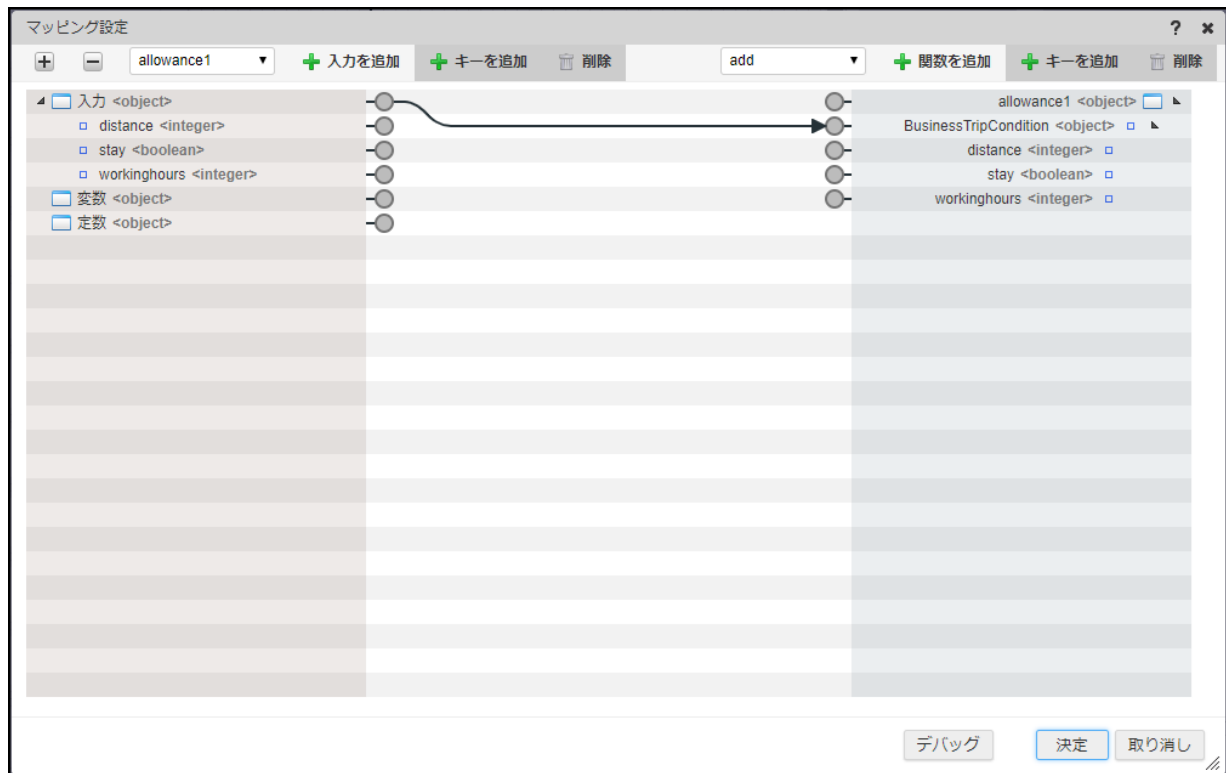 マッピング設定 ? ×
allowance1 入力を追加 キーを追加 削除 add 関数を追加 キーを追加 削除
入力 <object> allowance1 <object>
distance <integer> BusinessTripCondition <object>
stay <boolean> distance <integer>
workinghours <integer> stay <boolean>
変数 <object> workinghours <integer>
定数 <object>
デバッグ 決定 取り消し